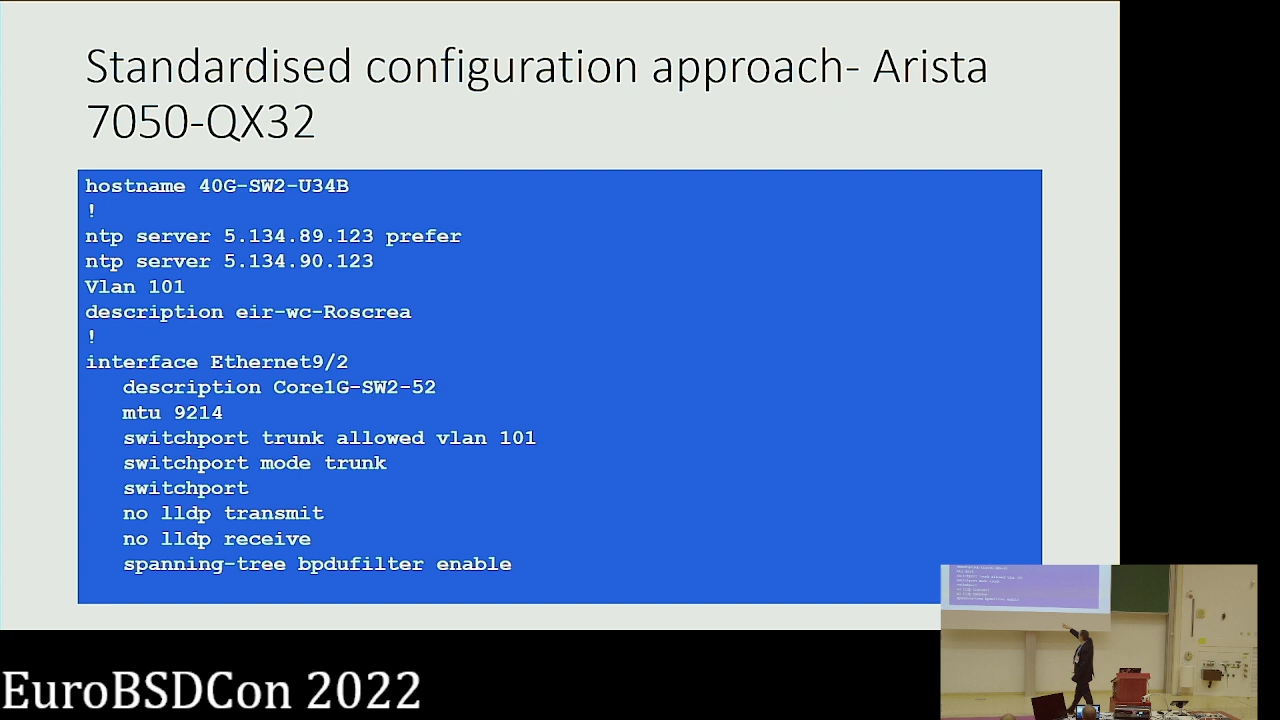 Standardised configuration approach- Arista
7050-QX32
hostname 40G-SW2-U34B
!
ntp server 5.134.89.123 prefer
ntp server 5.134.90.123
Vlan 101
description eir-wc-Roscrea
!
interface Ethernet9/2
description Core1G-SW2-52
mtu 9214
switchport trunk allowed vlan 101
switchport mode trunk
switchport
no lldp transmit
no lldp receive
spanning-tree bpdufilter enable
EuroBSDCon 2022